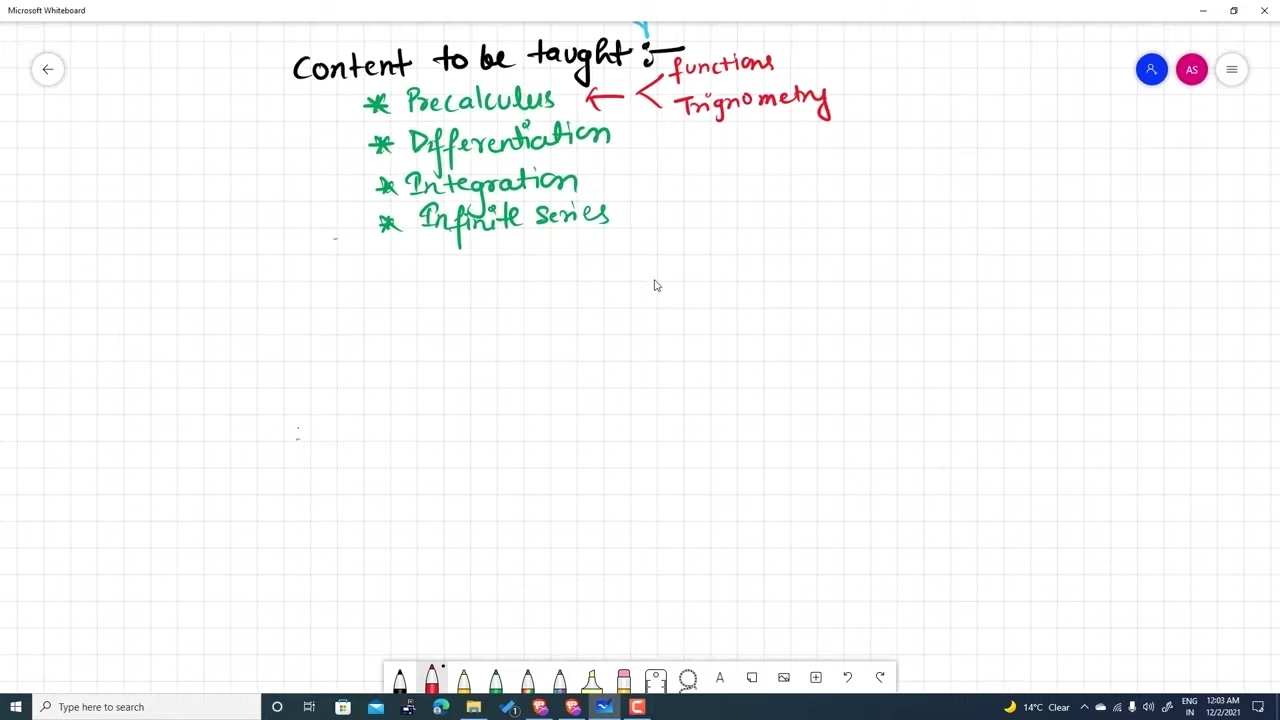 Microsoft Whiteboard
Content to be taught :-
functions
* Precalculus ← <
Trignometry
* Differentiation
* Integration
* Infinite series
AS
A
Type here to search
1
14°C Clear
ENG
IN
12:03 AM
12/2/2021